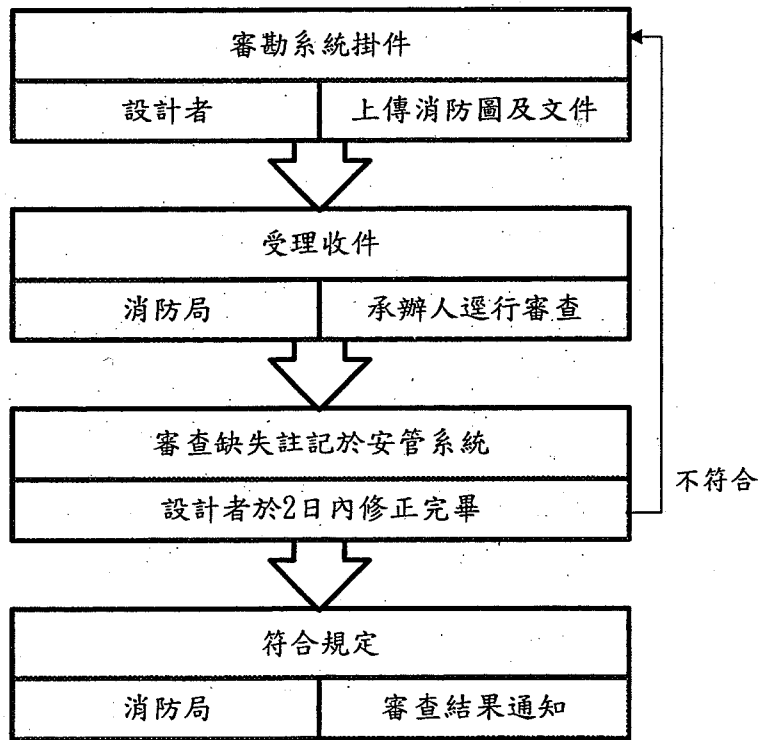 審勘系統掛件
設計者 上傳消防圖及文件
受理收件
消防局 承辦人逕行審查
審查缺失註記於安管系統
設計者於2日內修正完畢
不符合
符合規定
消防局 審查結果通知